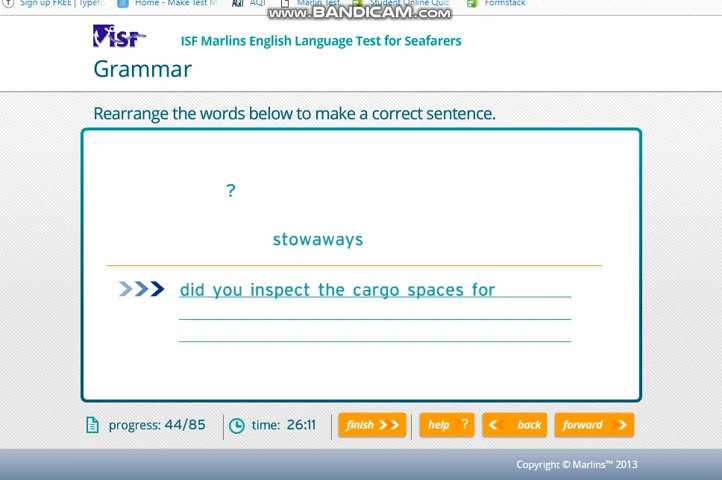 Sign up FREE | Typef Home - Make Test M AQI Marlin Test Student Online Quiz Formstack
www.BANDICAM.com
ISF
ISF Marlins English Language Test for Seafarers
Grammar
Rearrange the words below to make a correct sentence.
?
stowaways
did you inspect the cargo spaces for
progress: 44/85 time: 26:11 finish >> help ?? << back forward >>
Copyright © Marlins™ 2013